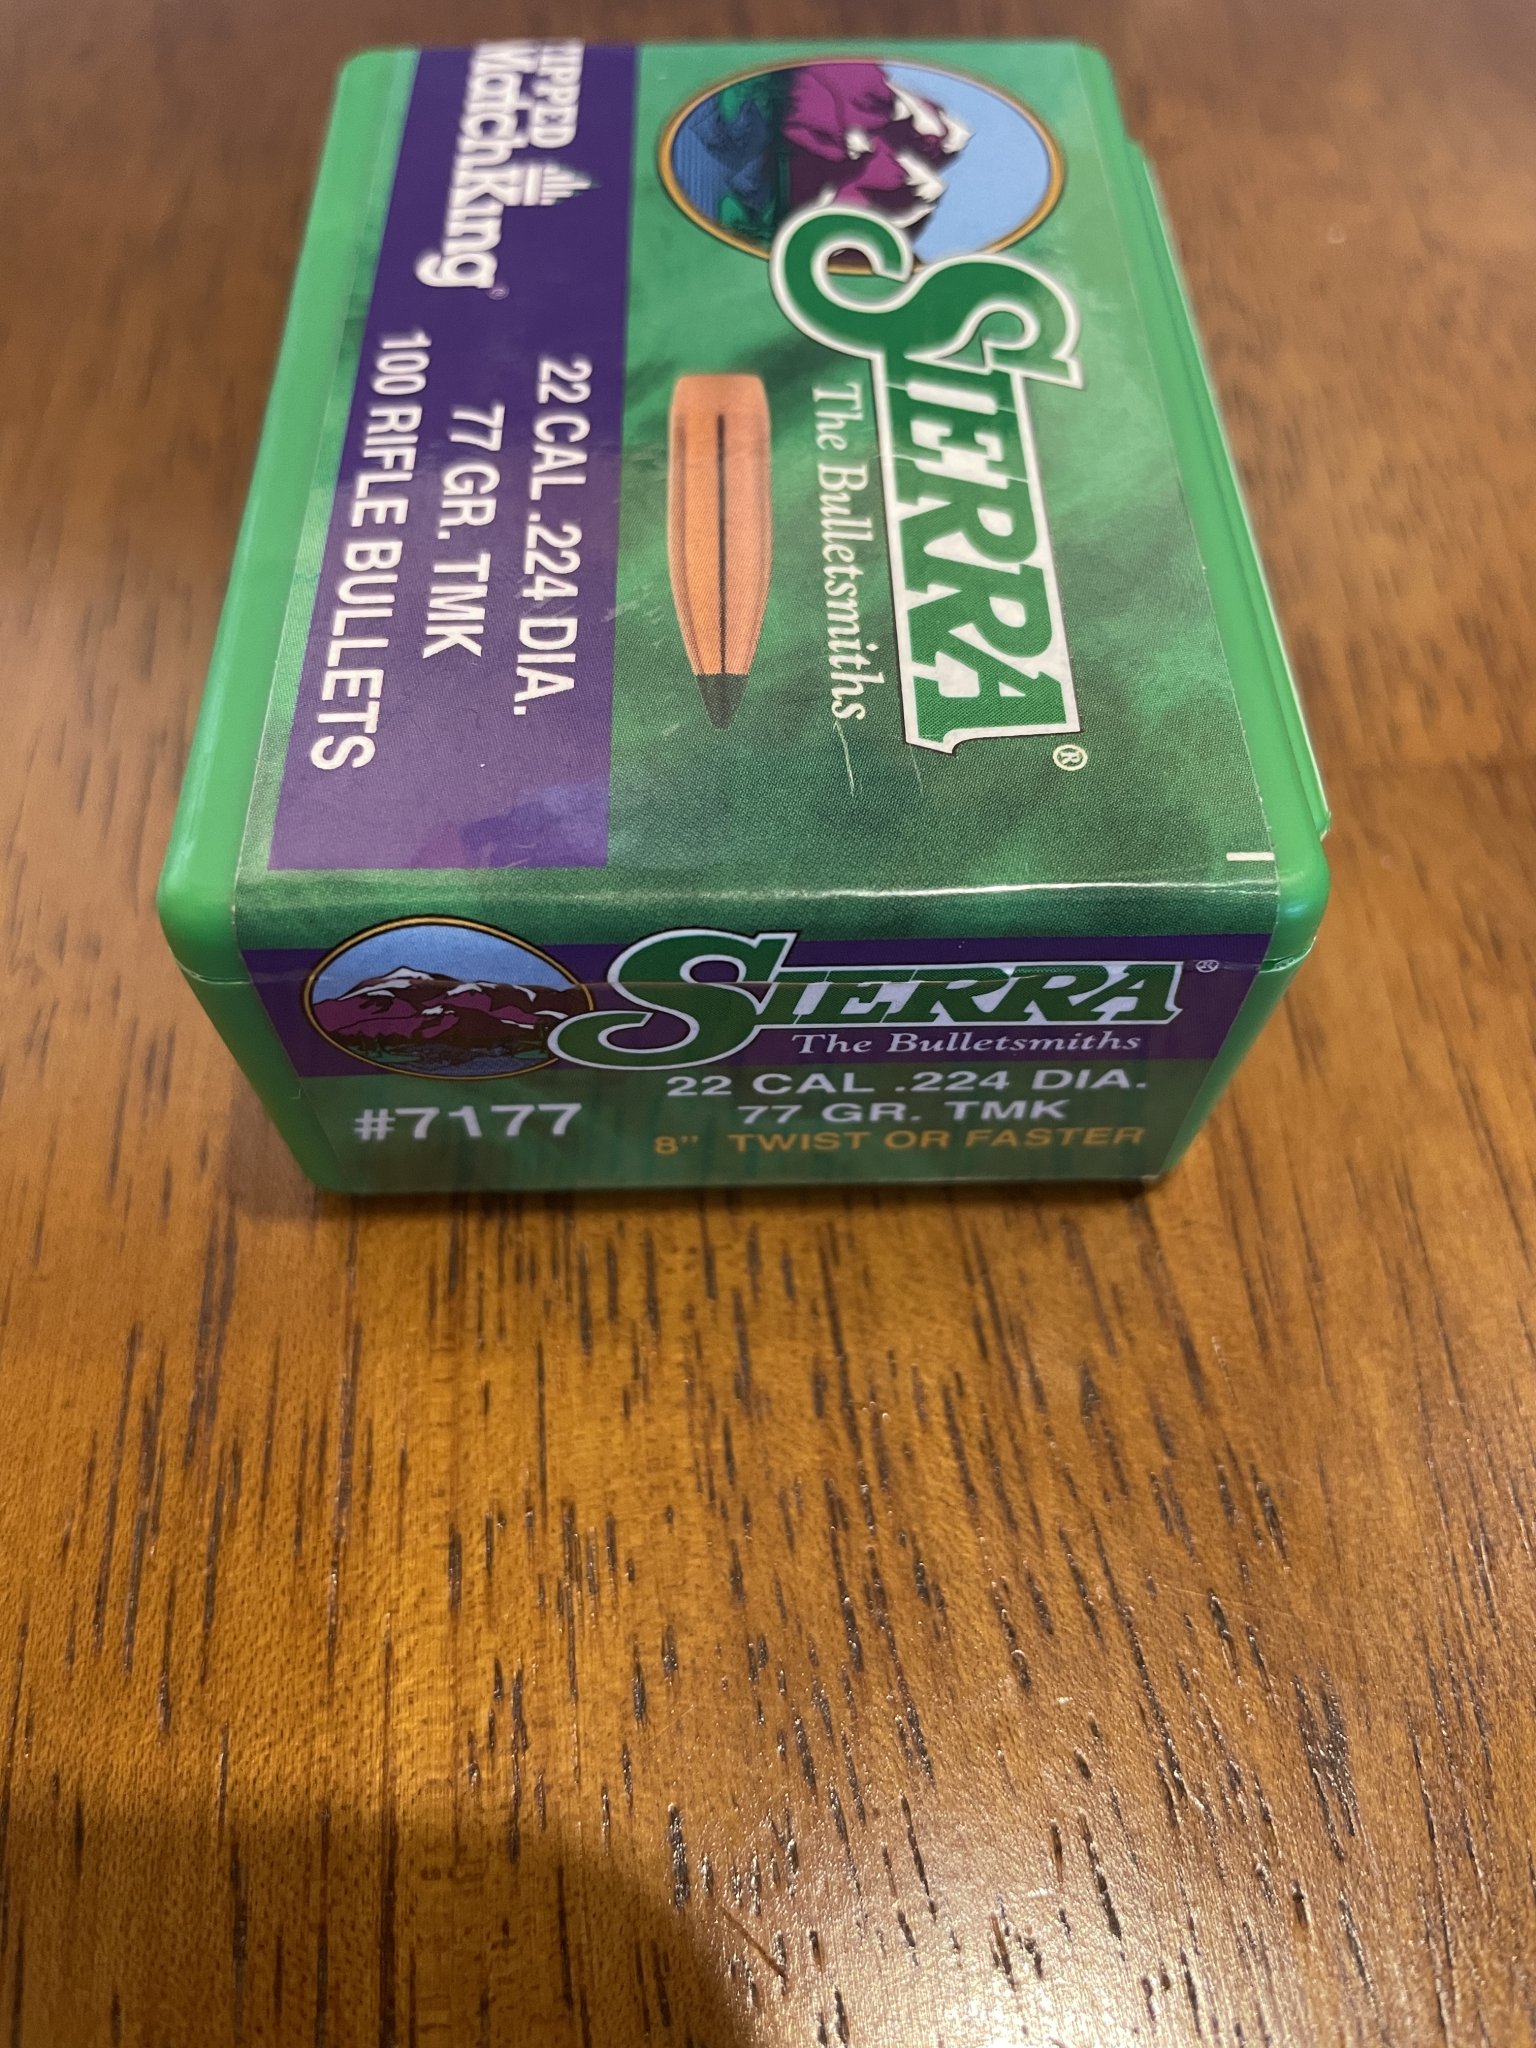 SIERRA®
The Bulletsmiths
TIPPED
MatchKing®
22 CAL .224 DIA.
77 GR. TMK
100 RIFLE BULLETS
SIERRA®
The Bulletsmiths
#7177
22 CAL .224 DIA.
77 GR. TMK
8" TWIST OR FASTER